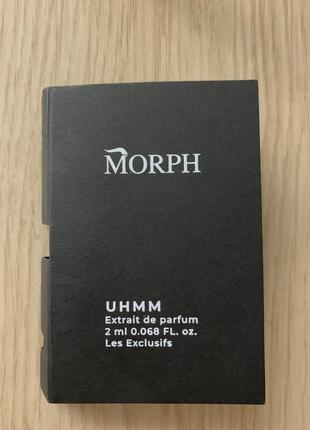 MORPH
UHMM
Extrait de parfum
2 ml 0.068 FL. oz.
Les Exclusifs